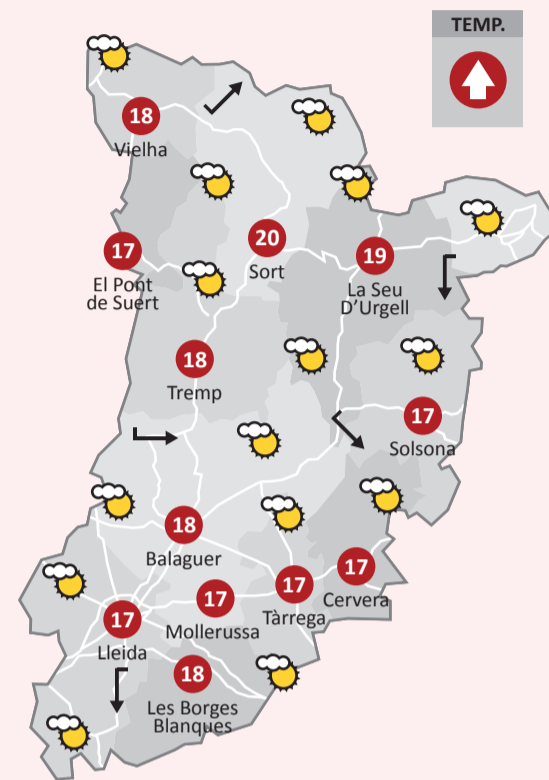 TEMP.
18
Vielha
17
El Pont
de Suert
20
Sort
19
La Seu
D'Urgell
18
Tremp
17
Solsona
18
Balaguer
17
Cervera
17
Tàrrega
17
Mollerussa
17
Lleida
18
Les Borges
Blanques